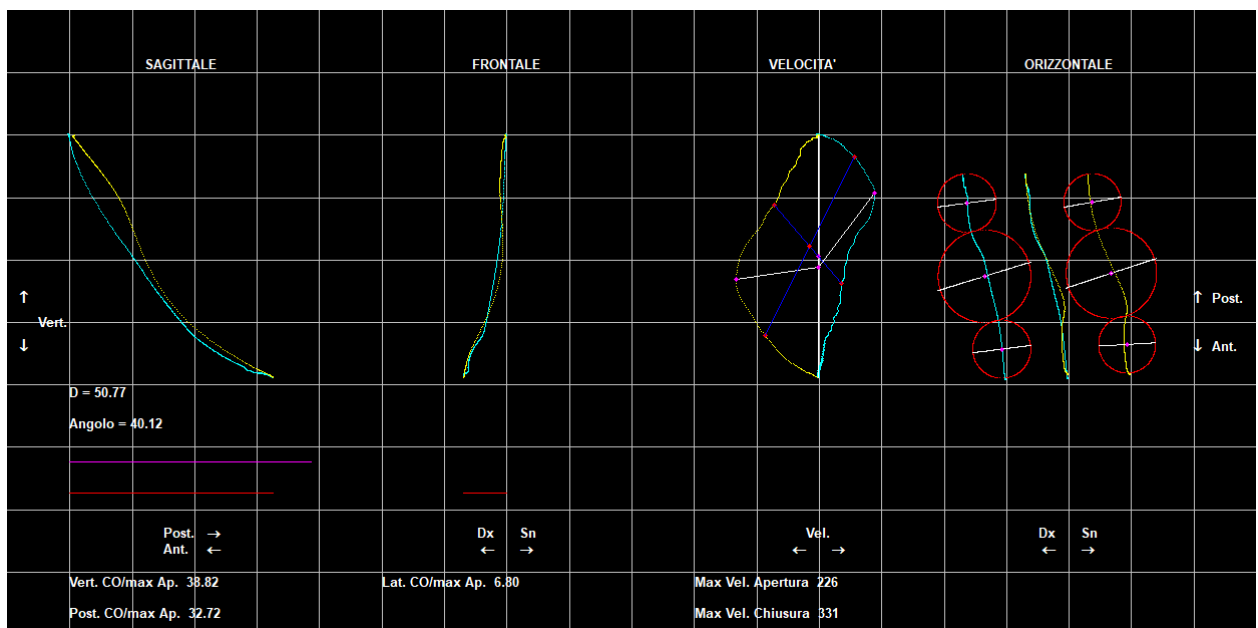 SAGITTALE FRONTALE VELOCITA' ORIZZONTALE
↑ ↑ Post.
Vert.
↓ ↓ Ant.
D = 50.77
Angolo = 40.12
Post. → Dx Sn Vel. Dx Sn
Ant. ← ← → ← → ← →
Vert. CO/max Ap. 38.82 Lat. CO/max Ap. 6.80 Max Vel. Apertura 226
Post. CO/max Ap. 32.72 Max Vel. Chiusura 331